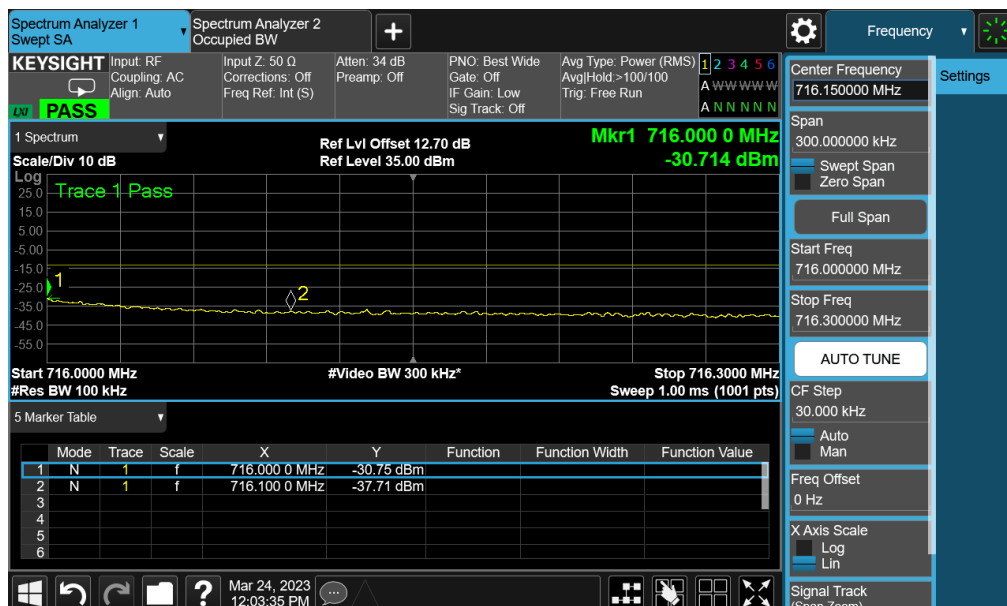 Spectrum Analyzer 1
Swept SA
Spectrum Analyzer 2
Occupied BW
+
Frequency
KEYSIGHT
LXI PASS
Input: RF
Coupling: AC
Align: Auto
Input Z: 50 Ω
Corrections: Off
Freq Ref: Int (S)
Atten: 34 dB
Preamp: Off
PNO: Best Wide
Gate: Off
IF Gain: Low
Sig Track: Off
Avg Type: Power (RMS)
Avg|Hold:>100/100
Trig: Free Run
1 2 3 4 5 6
A W W W W W
A N N N N N
1 Spectrum
Scale/Div 10 dB
Ref Lvl Offset 12.70 dB
Ref Level 35.00 dBm
Mkr1 716.000 0 MHz
-30.714 dBm
Log
Trace 1 Pass
25.0
15.0
5.00
-5.00
-15.0
-25.0
-35.0
-45.0
-55.0
1
2
Start 716.0000 MHz
#Video BW 300 kHz*
Stop 716.3000 MHz
#Res BW 100 kHz
Sweep 1.00 ms (1001 pts)
5 Marker Table
Mode Trace Scale X Y Function Function Width Function Value
1 N 1 f 716.000 0 MHz -30.75 dBm
2 N 1 f 716.100 0 MHz -37.71 dBm
3
4
5
6
Mar 24, 2023
12:03:35 PM
Center Frequency
716.150000 MHz
Settings
Span
300.000000 kHz
Swept Span
Zero Span
Full Span
Start Freq
716.000000 MHz
Stop Freq
716.300000 MHz
AUTO TUNE
CF Step
30.000 kHz
Auto
Man
Freq Offset
0 Hz
X Axis Scale
Log
Lin
Signal Track
(Span Zoom)